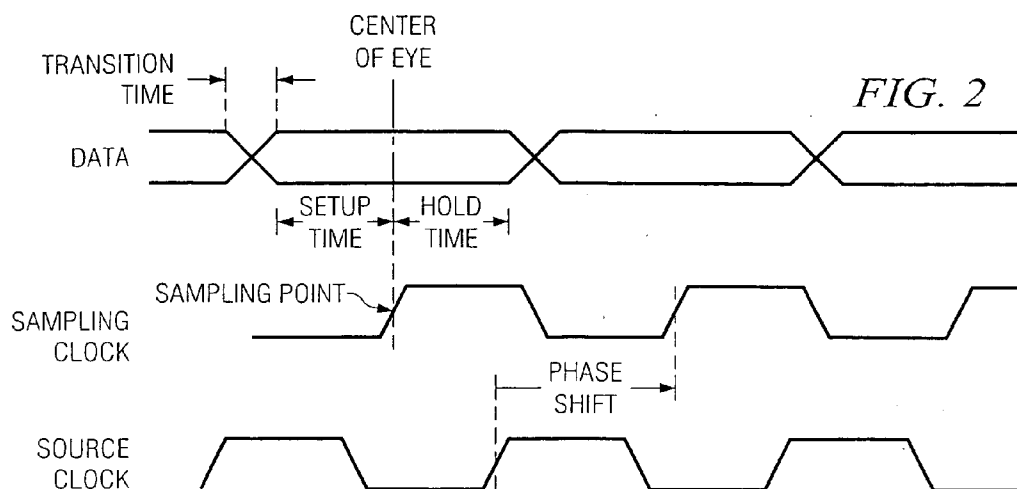 CENTER
OF EYE
TRANSITION
TIME
FIG. 2
DATA
SETUP
TIME
HOLD
TIME
SAMPLING POINT
SAMPLING
CLOCK
PHASE
SHIFT
SOURCE
CLOCK